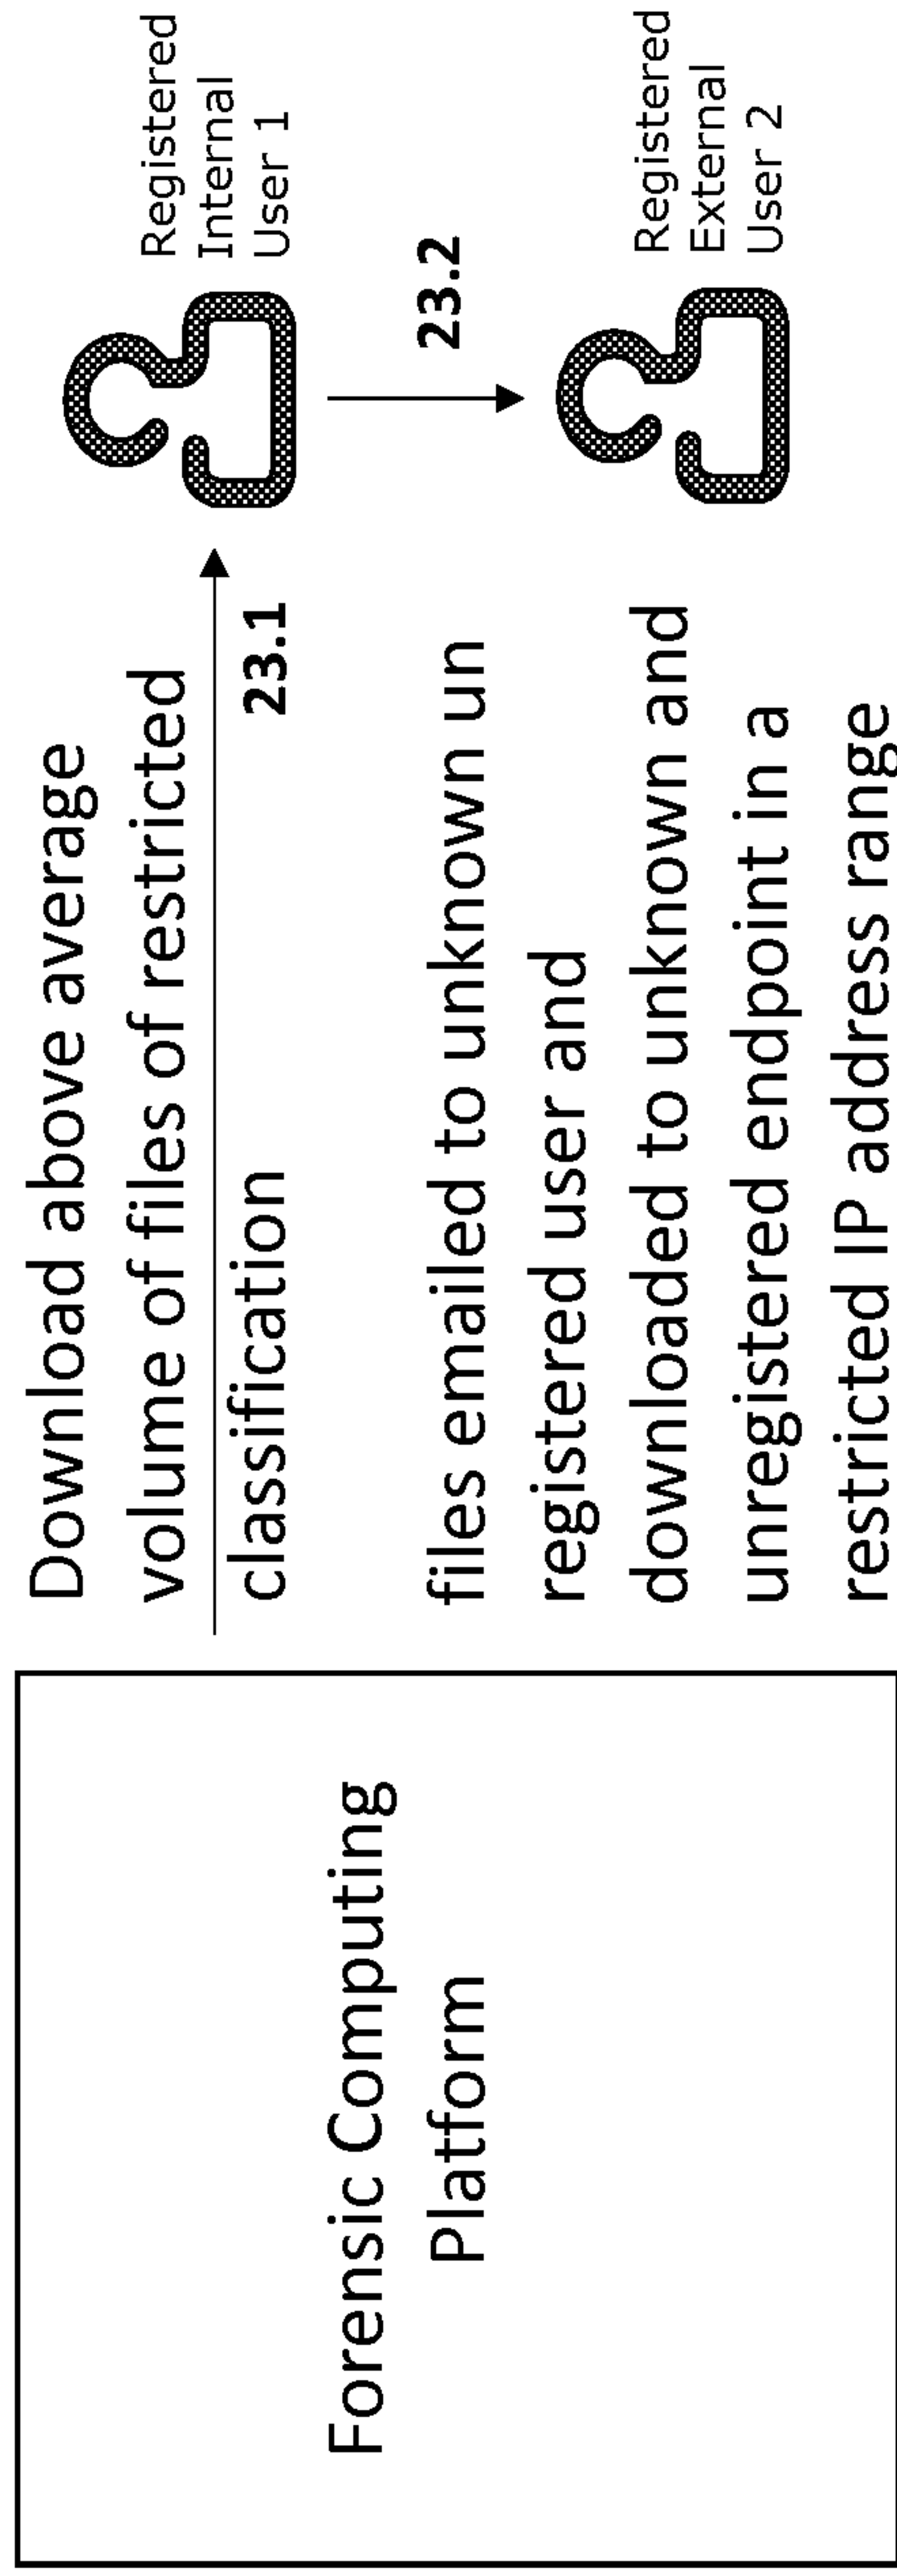 Forensic Computing
Platform
Download above average
volume of files of restricted
classification
23.1
files emailed to unknown un
registered user and
downloaded to unknown and
unregistered endpoint in a
restricted IP address range
Registered
Internal
User 1
23.2
Registered
External
User 2